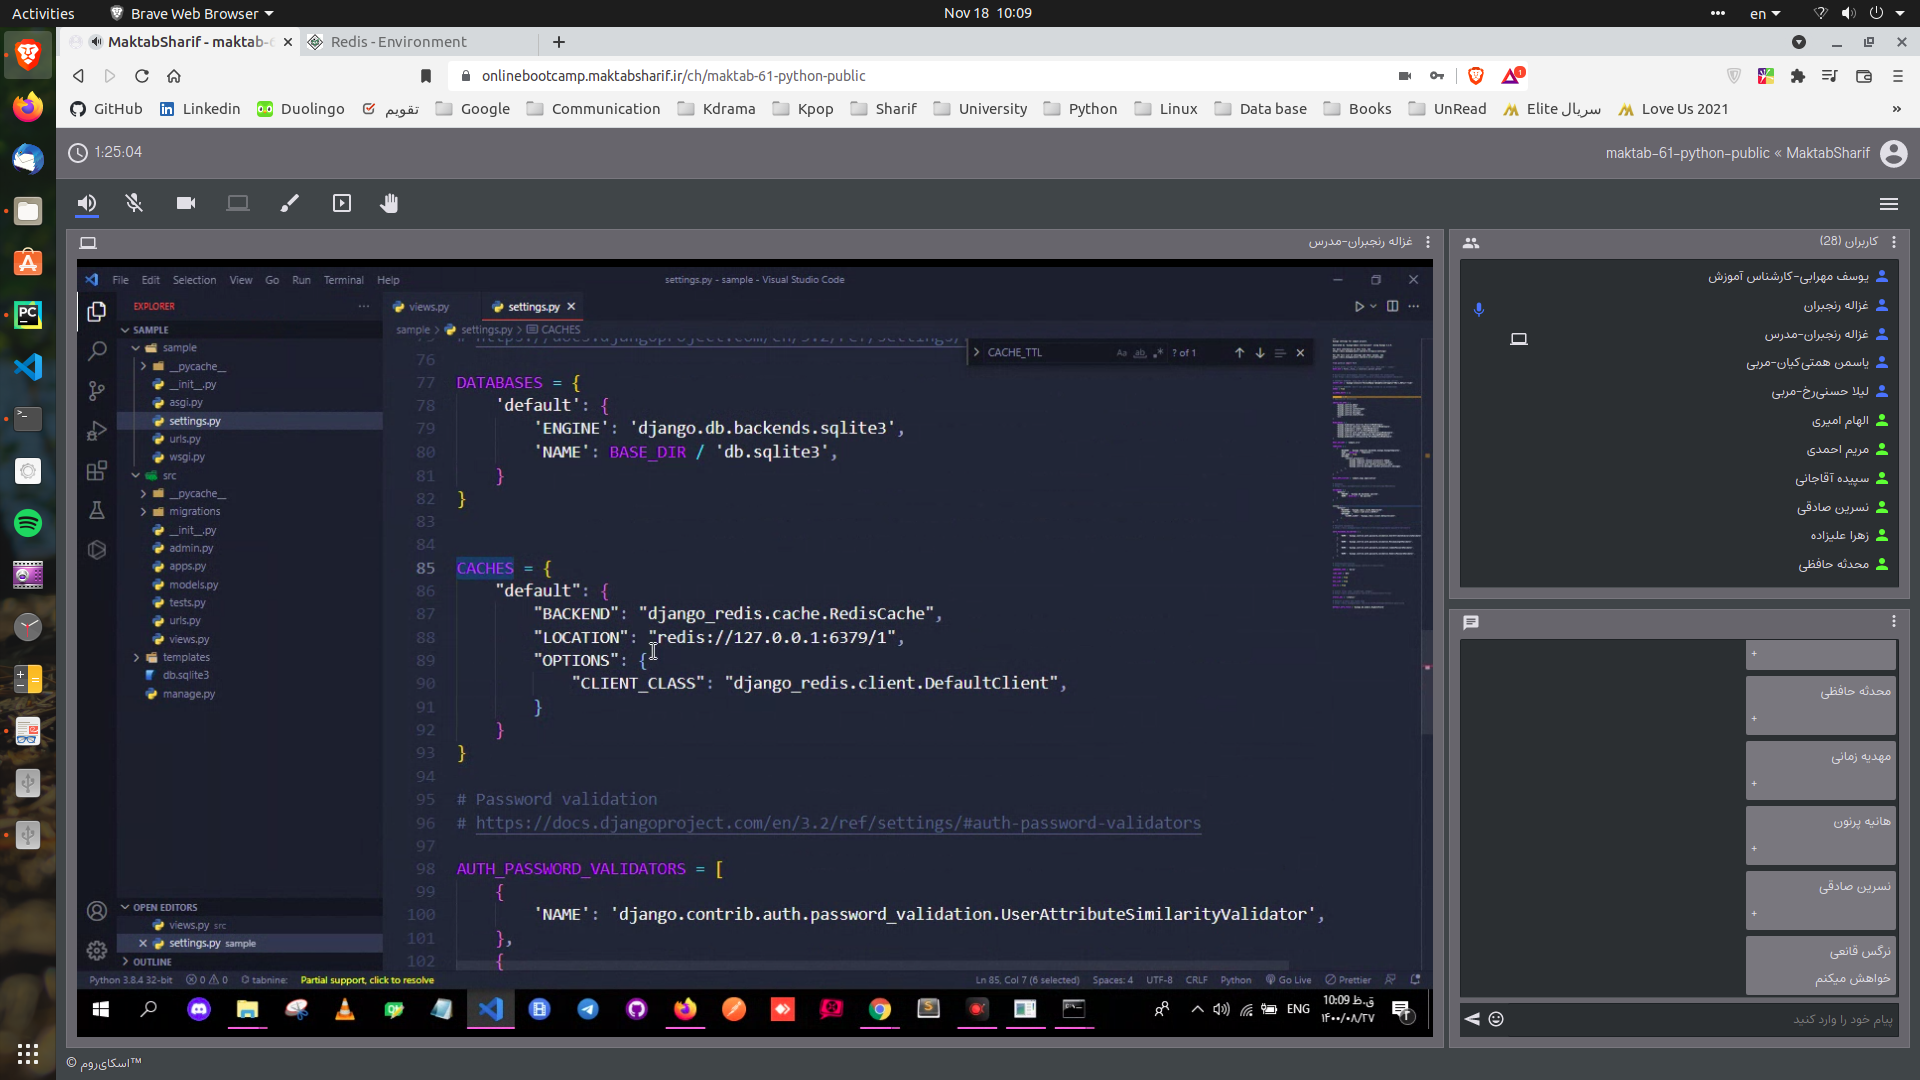 Activities
Brave Web Browser
Nov 18 10:09
en
MaktabSharif - maktab-6
Redis - Environment
onlinebootcamp.maktabsharif.ir/ch/maktab-61-python-public
1
GitHub
Linkedin
Duolingo
تقویم
Google
Communication
Kdrama
Kpop
Sharif
University
Python
Linux
Data base
Books
UnRead
سریال Elite
Love Us 2021
»
1:25:04
maktab-61-python-public « MaktabSharif
غزاله رنجبران-مدرس
File Edit Selection View Go Run Terminal Help
settings.py - sample - Visual Studio Code
EXPLORER
SAMPLE
sample
__pycache__
__init__.py
asgi.py
settings.py
urls.py
wsgi.py
src
__pycache__
migrations
__init__.py
admin.py
apps.py
models.py
tests.py
urls.py
views.py
templates
db.sqlite3
manage.py
OPEN EDITORS
views.py src
settings.py sample
OUTLINE
views.py
settings.py
sample > settings.py > CACHES
CACHE_TTL
Aa ab
? of 1
75 # https://docs.djangoproject.com/en/3.2/ref/settings/
76
77 DATABASES = {
78 'default': {
79 'ENGINE': 'django.db.backends.sqlite3',
80 'NAME': BASE_DIR / 'db.sqlite3',
81 }
82 }
83
84
85 CACHES = {
86 "default": {
87 "BACKEND": "django_redis.cache.RedisCache",
88 "LOCATION": "redis://127.0.0.1:6379/1",
89 "OPTIONS": {
90 "CLIENT_CLASS": "django_redis.client.DefaultClient",
91 }
92 }
93 }
94
95 # Password validation
96 # https://docs.djangoproject.com/en/3.2/ref/settings/#auth-password-validators
97
98 AUTH_PASSWORD_VALIDATORS = [
99 {
100 'NAME': 'django.contrib.auth.password_validation.UserAttributeSimilarityValidator',
101 },
102 {
Python 3.8.4 32-bit
0 0
tabnine:
Partial support, click to resolve
Ln 85, Col 7 (6 selected)
Spaces: 4
UTF-8
CRLF
Python
Go Live
Prettier
ENG
10:09 ق.ظ
۱۴۰۰/۰۸/۲۷
کاربران (28)
یوسف مهرابی-کارشناس آموزش
غزاله رنجبران
غزاله رنجبران-مدرس
یاسمن همتی‌کیان-مربی
لیلا حسنی‌رخ-مربی
الهام امیری
مریم احمدی
سپیده آقاجانی
نسرین صادقی
زهرا علیزاده
محدثه حافظی
+
محدثه حافظی
+
مهدیه زمانی
+
هانیه پرنون
+
نسرین صادقی
+
نرگس قانعی
خواهش میکنم
پیام خود را وارد کنید
© اسکای‌روم™